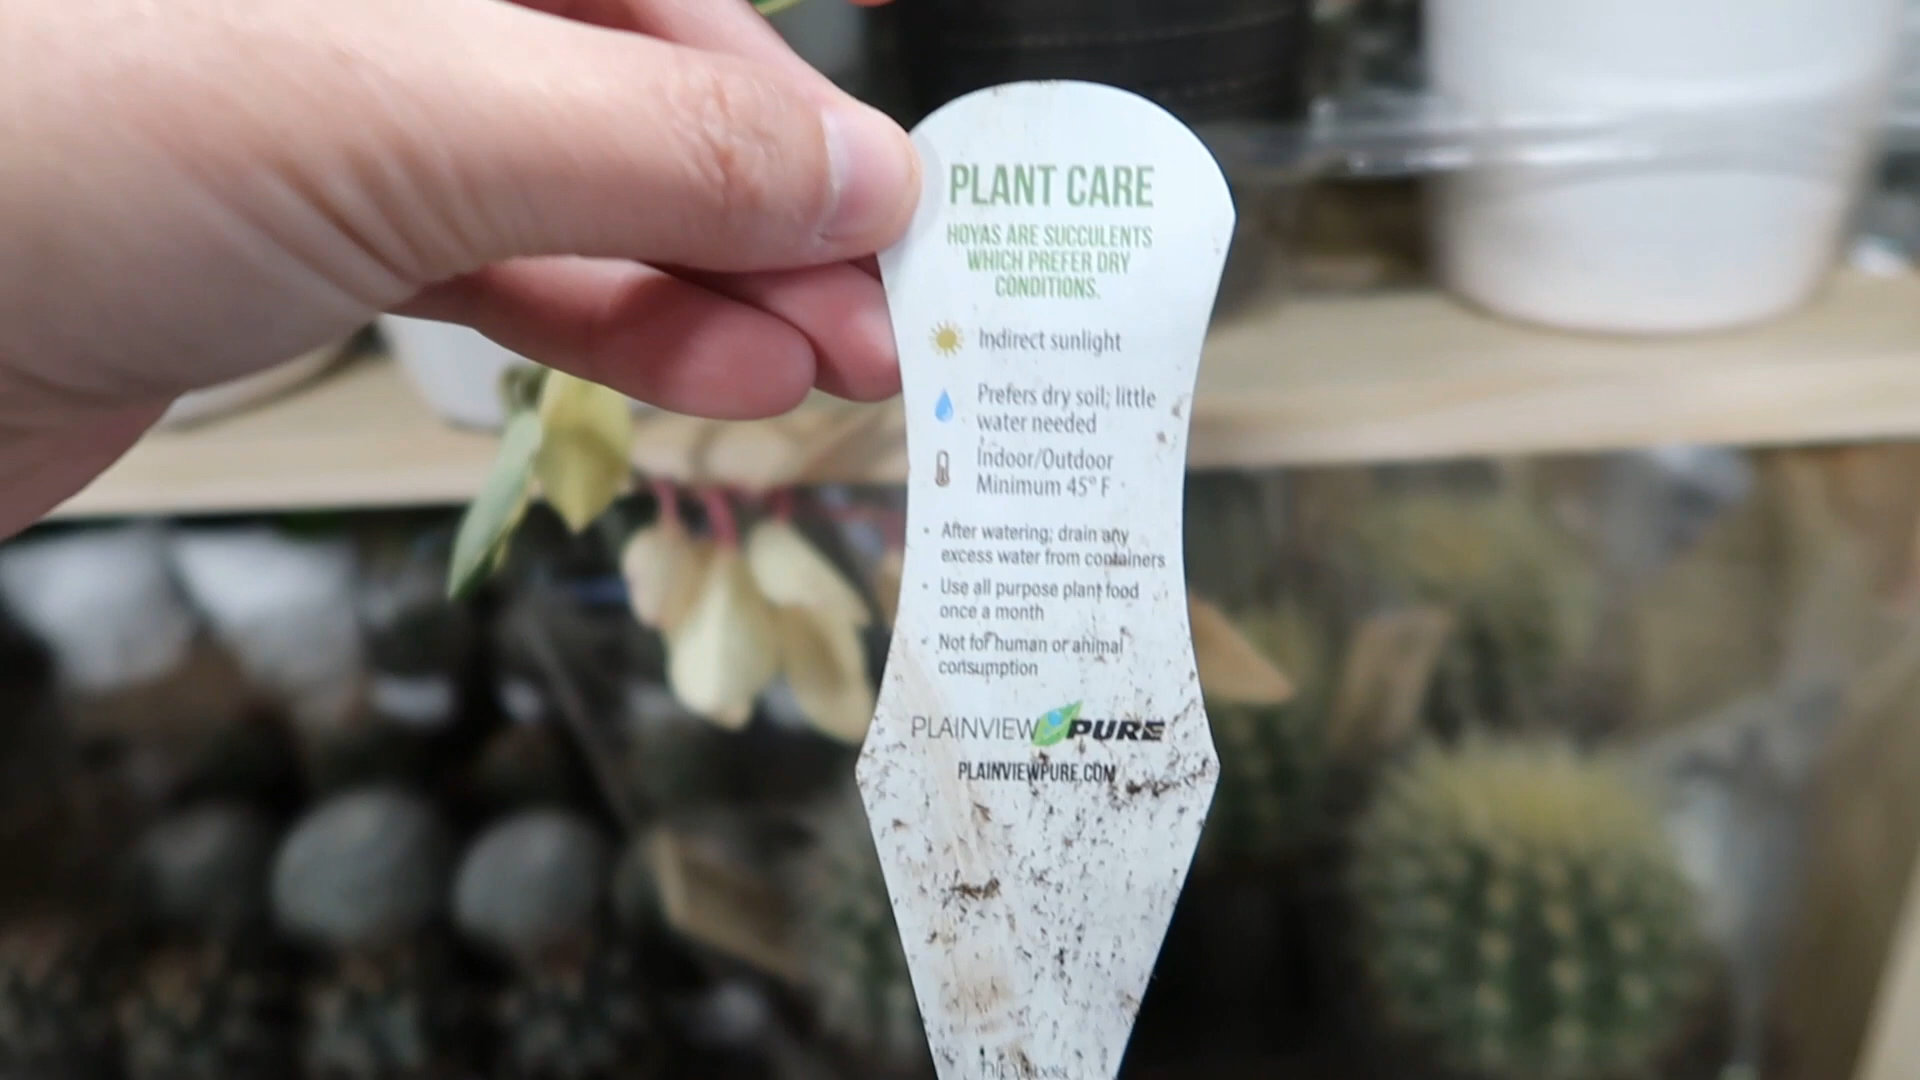 PLANT CARE
HOYAS ARE SUCCULENTS
WHICH PREFER DRY
CONDITIONS.
Indirect sunlight
Prefers dry soil; little
water needed
Indoor/Outdoor
Minimum 45° F
• After watering; drain any
excess water from containers
• Use all purpose plant food
once a month
• Not for human or animal
consumption
PLAINVIEW PURE
PLAINVIEWPURE.COM